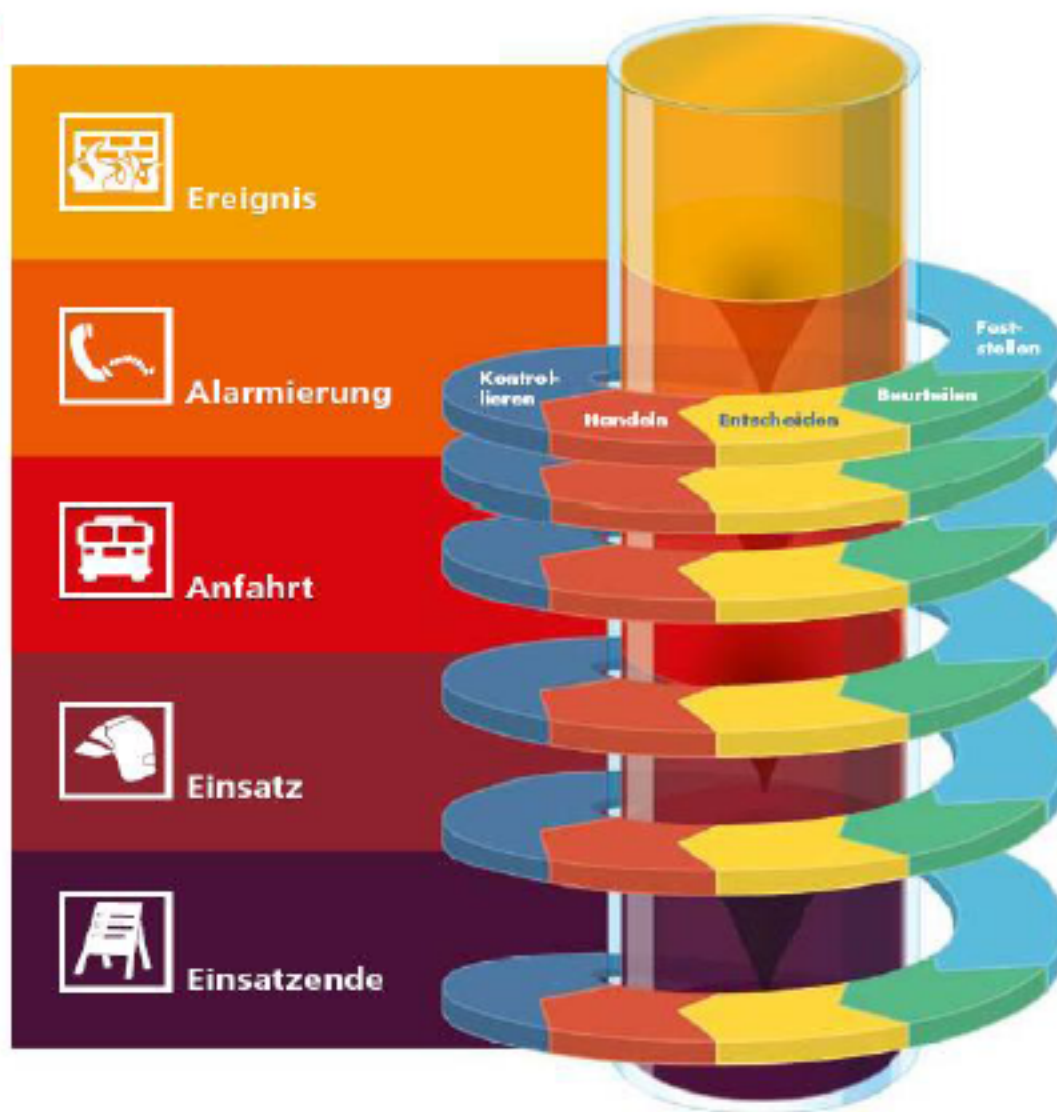 Ereignis
Alarmierung
Anfahrt
Einsatz
Einsatzende
Fest-
stellen
Beurteilen
Entscheiden
Handeln
Kontrol-
lieren